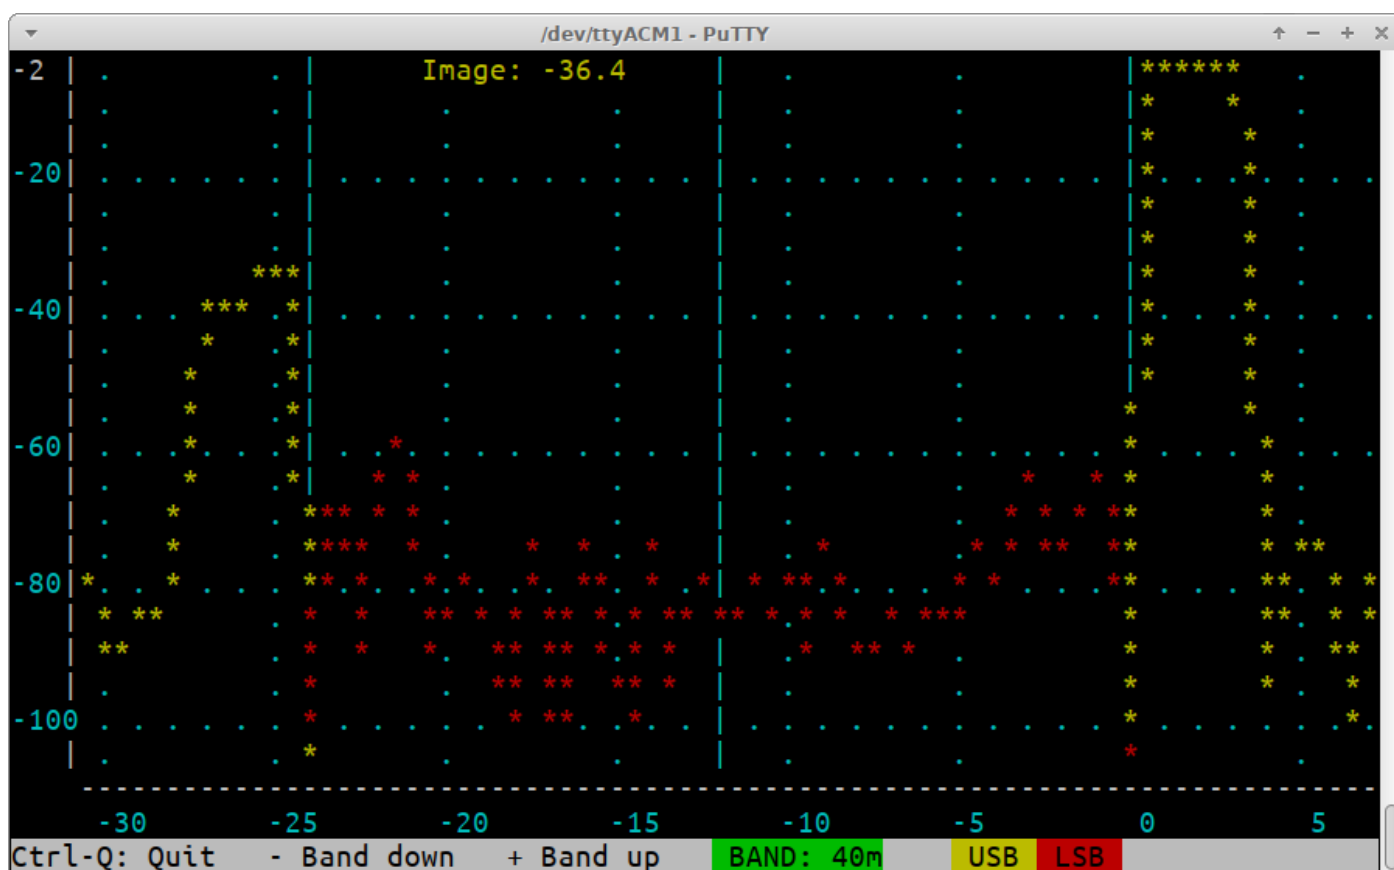 /dev/ttyACM1 - PuTTY
-2 Image: -36.4
-20
-40
-60
-80
-100
-30 -25 -20 -15 -10 -5 0 5
Ctrl-Q: Quit - Band down + Band up BAND: 40m USB LSB